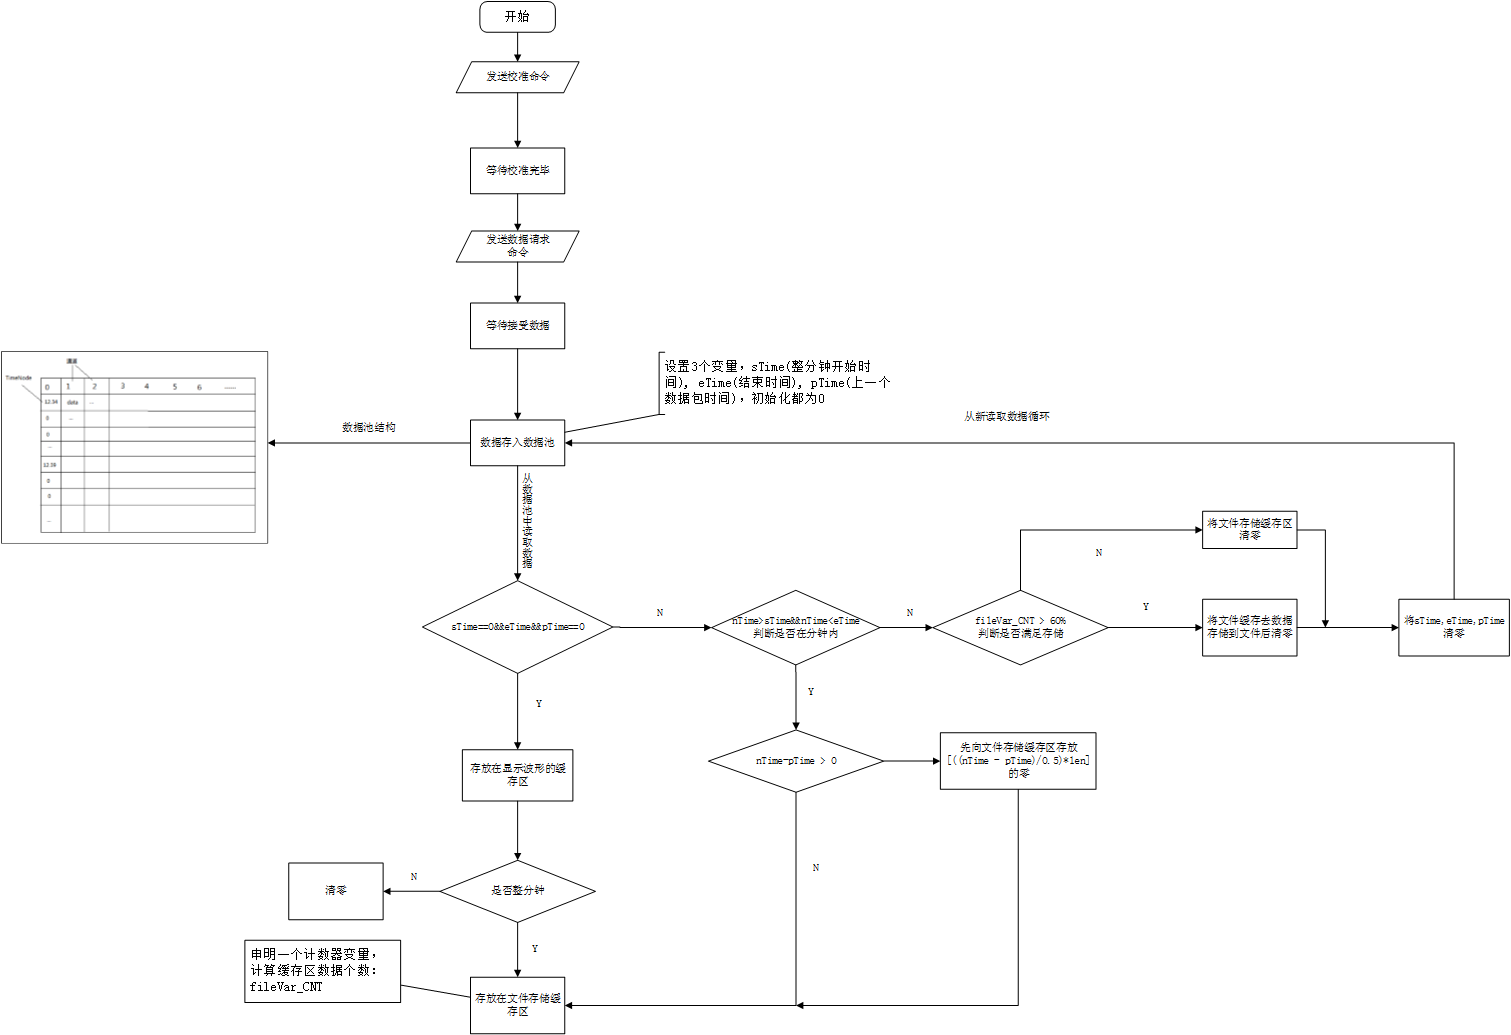 开始
发送校准命令
等待校准完毕
发送数据请求
命令
等待接受数据
设置3个变量，sTime(整分钟开始时
间), eTime(结束时间), pTime(上一个
数据包时间)，初始化都为0
从新读取数据循环
数据池结构
数据存入数据池
TimeNode
0 1 2 3 4 5 6 ......
12.34 data ...
0 ...
0
...
12.39
0
0
...
从数据池中读取数据
将文件存储缓存区
清零
N
sTime==0&&eTime&&pTime==0
N
nTime>sTime&&nTime<eTime
判断是否在分钟内
N
fileVar_CNT > 60%
判断是否满足存储
Y
将文件缓存去数据
存储到文件后清零
将sTime,eTime,pTime
清零
Y
Y
存放在显示波形的缓
存区
nTime-pTime > 0
先向文件存储缓存区存放
[((nTime - pTime)/0.5)*len]
的零
N
清零
N
是否整分钟
Y
申明一个计数器变量，
计算缓存区数据个数：
fileVar_CNT
存放在文件存储缓
存区